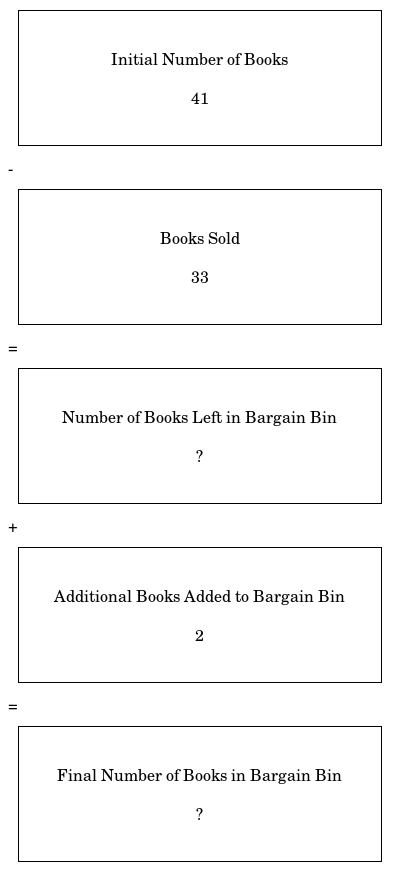 Initial Number of Books
41
-
Books Sold
33
=
Number of Books Left in Bargain Bin
?
+
Additional Books Added to Bargain Bin
2
=
Final Number of Books in Bargain Bin
?